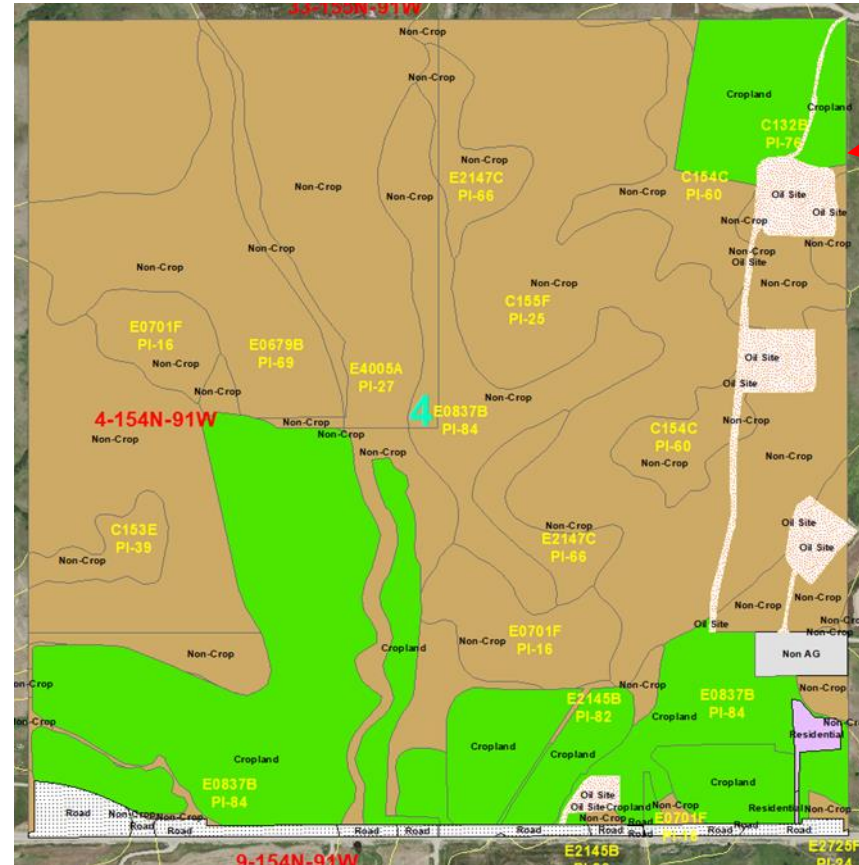 33-155N-91W
Non-Crop
Non-Crop
Cropland
Cropland
C132B
PI-76
Non-Crop
E2147C
PI-66
C154C
PI-60
Non-Crop
Non-Crop
Non-Crop
Oil Site
Oil Site
Non-Crop
Non-Crop
Non-Crop
Non-Crop
Oil Site
Non-Crop
Non-Crop
Non-Crop
C155F
PI-25
E0701F
PI-16
E0679B
PI-69
Non-Crop
E4005A
PI-27
Oil Site
Oil Site
Non-Crop
4
E0837B
PI-84
4-154N-91W
Non-Crop
Non-Crop
Non-Crop
Non-Crop
Non-Crop
C154C
PI-60
Non-Crop
Non-Crop
C153E
PI-39
Non-Crop
Non-Crop
E2147C
PI-66
Oil Site
Oil Site
Non-Crop
Non-Crop
Non-Crop
Oil Site
E0701F
PI-16
Non-Crop
Cropland
Non-Crop
Non AG
Non-Crop
Non-Crop
E2145B
PI-82
E0837B
PI-84
Non-Crop
Cropland
Residential
Cropland
Cropland
Cropland
E0837B
PI-84
Oil Site
Oil Site
Cropland
Non-Crop
Non-Crop
E0701F
Residential
Non-Crop
Road
Road
Road
Road
Road
Road
Road
Road
Road
Road
9-154N-91W
E2145B